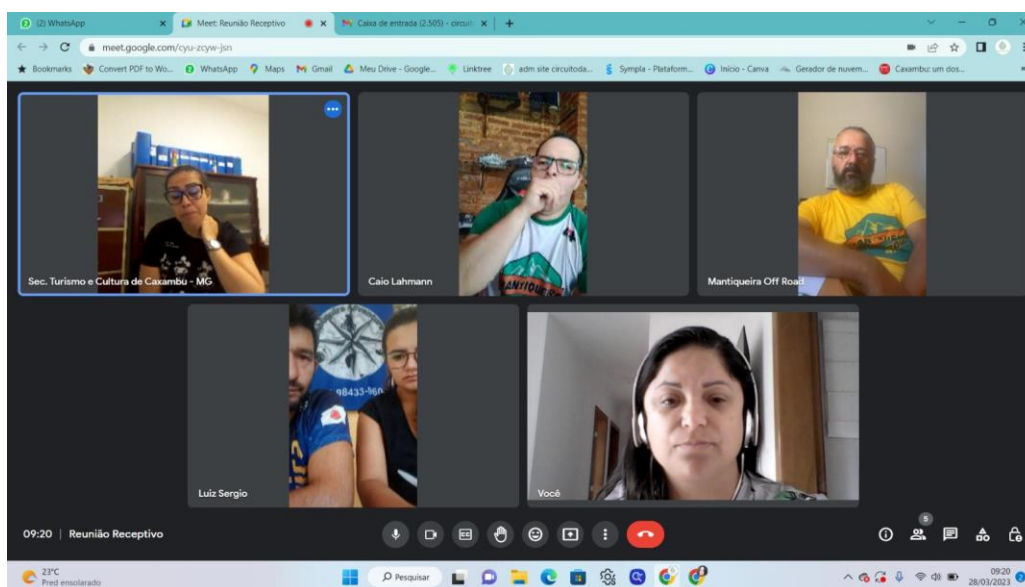 (2) WhatsApp
Meet: Reunião Receptivo
Caixa de entrada (2.505) - circuit
meet.google.com/cyu-zcyw-jsn
Bookmarks
Convert PDF to Wo...
WhatsApp
Maps
Gmail
Meu Drive - Google...
Linktree
adm site circuitoda...
Sympla - Plataform...
Início - Canva
Gerador de nuvem...
Caxambu: um dos...
Sec. Turismo e Cultura de Caxambu - MG
Caio Lahmann
Mantiqueira Off Road
98433-960
Luiz Sergio
Você
09:20 | Reunião Receptivo
5
23°C
Pred ensolarado
Pesquisar
09:20
28/03/2023